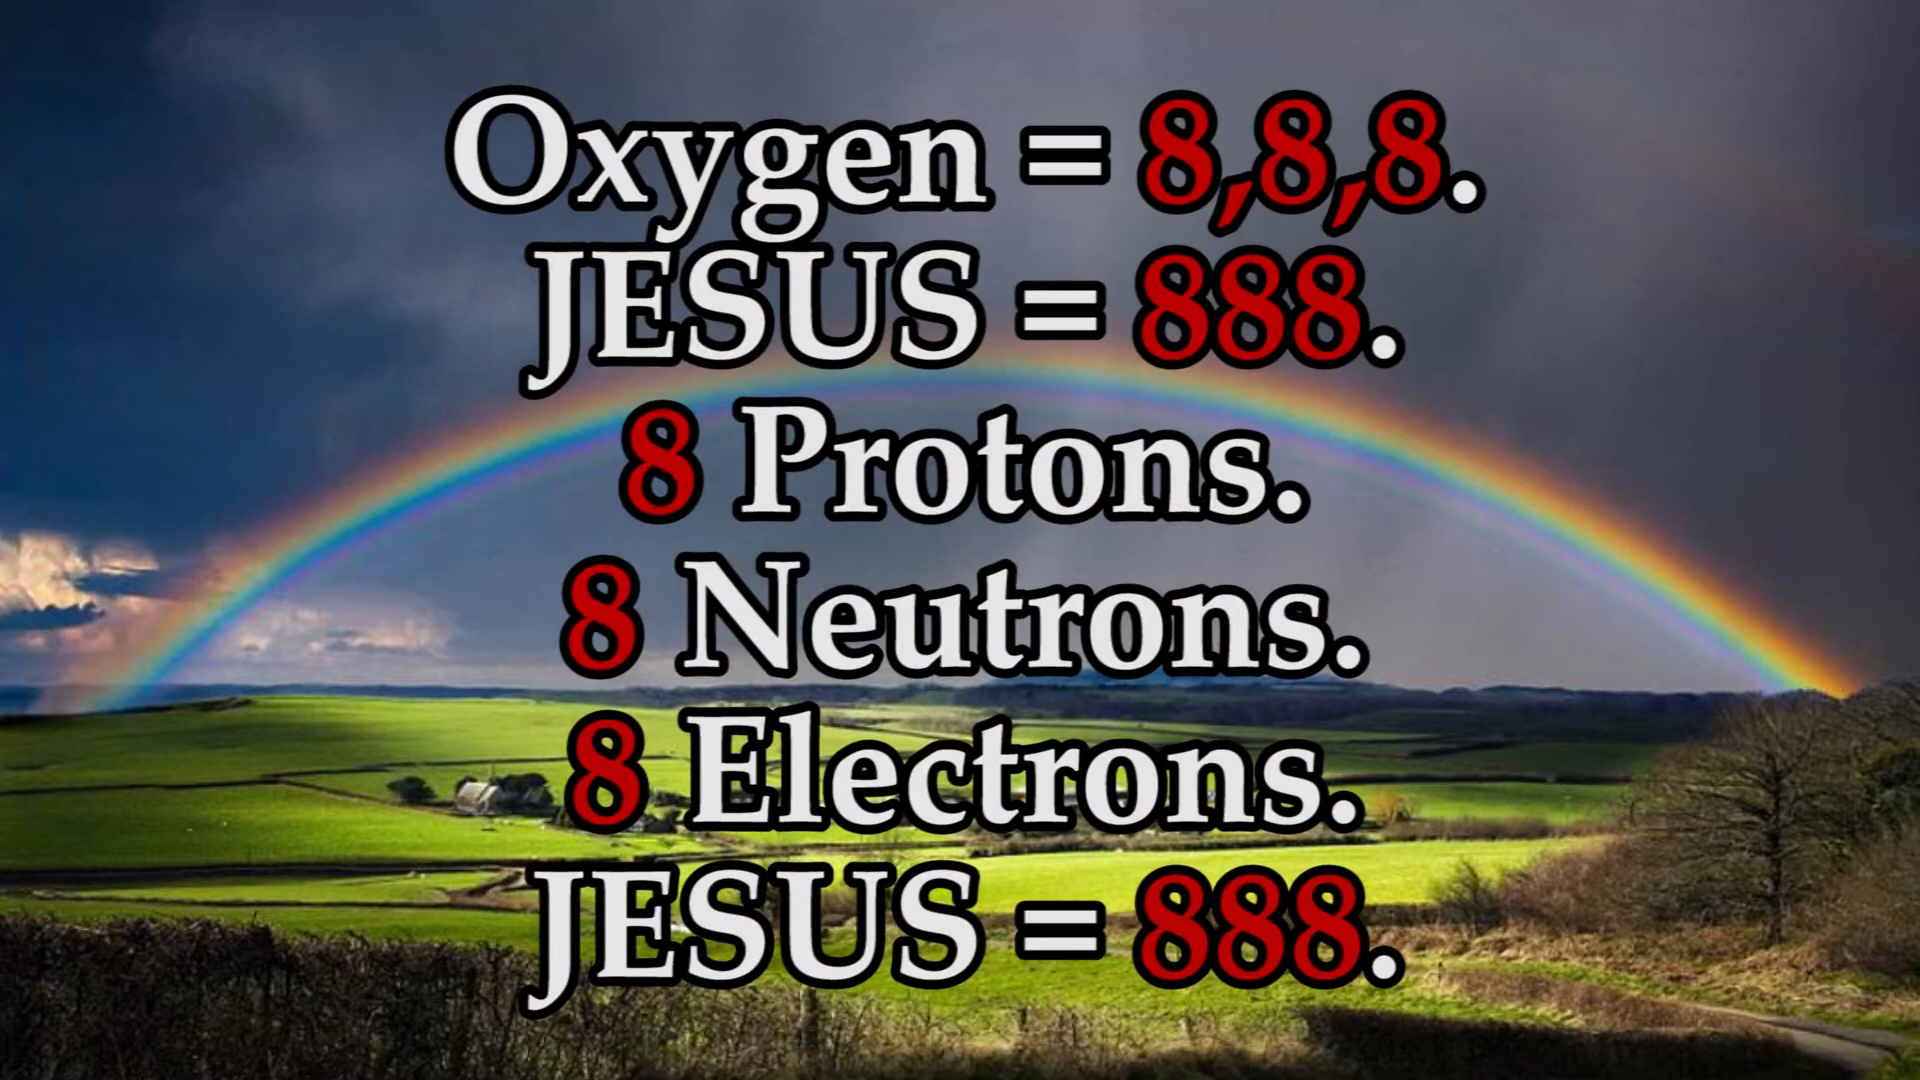 Oxygen = 8,8,8.
JESUS = 888.
8 Protons.
8 Neutrons.
8 Electrons.
JESUS = 888.